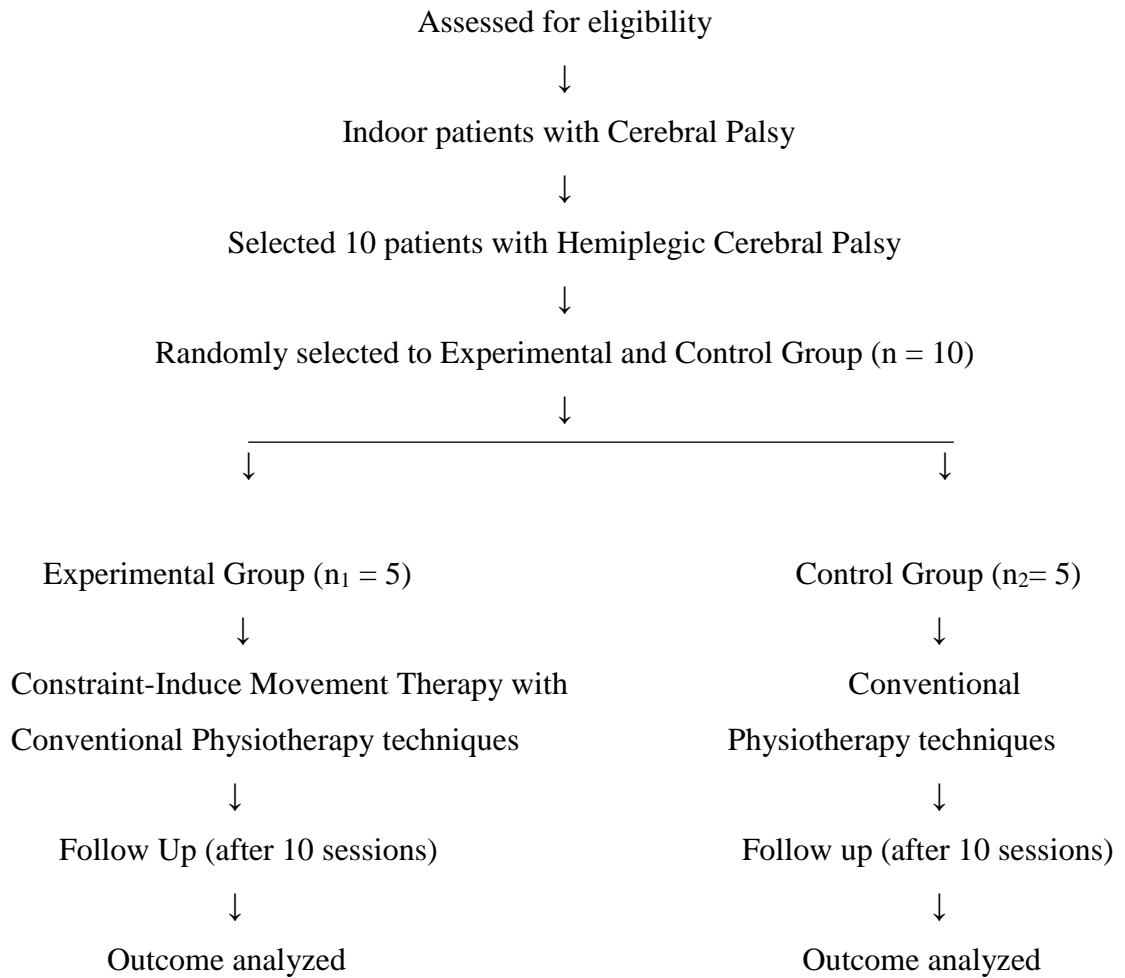 Assessed for eligibility
↓
Indoor patients with Cerebral Palsy
↓
Selected 10 patients with Hemiplegic Cerebral Palsy
↓
Randomly selected to Experimental and Control Group (n = 10)
↓
↓ ↓
Experimental Group (n₁ = 5) Control Group (n₂= 5)
↓ ↓
Constraint-Induce Movement Therapy with Conventional
Conventional Physiotherapy techniques Physiotherapy techniques
↓ ↓
Follow Up (after 10 sessions) Follow up (after 10 sessions)
↓ ↓
Outcome analyzed Outcome analyzed